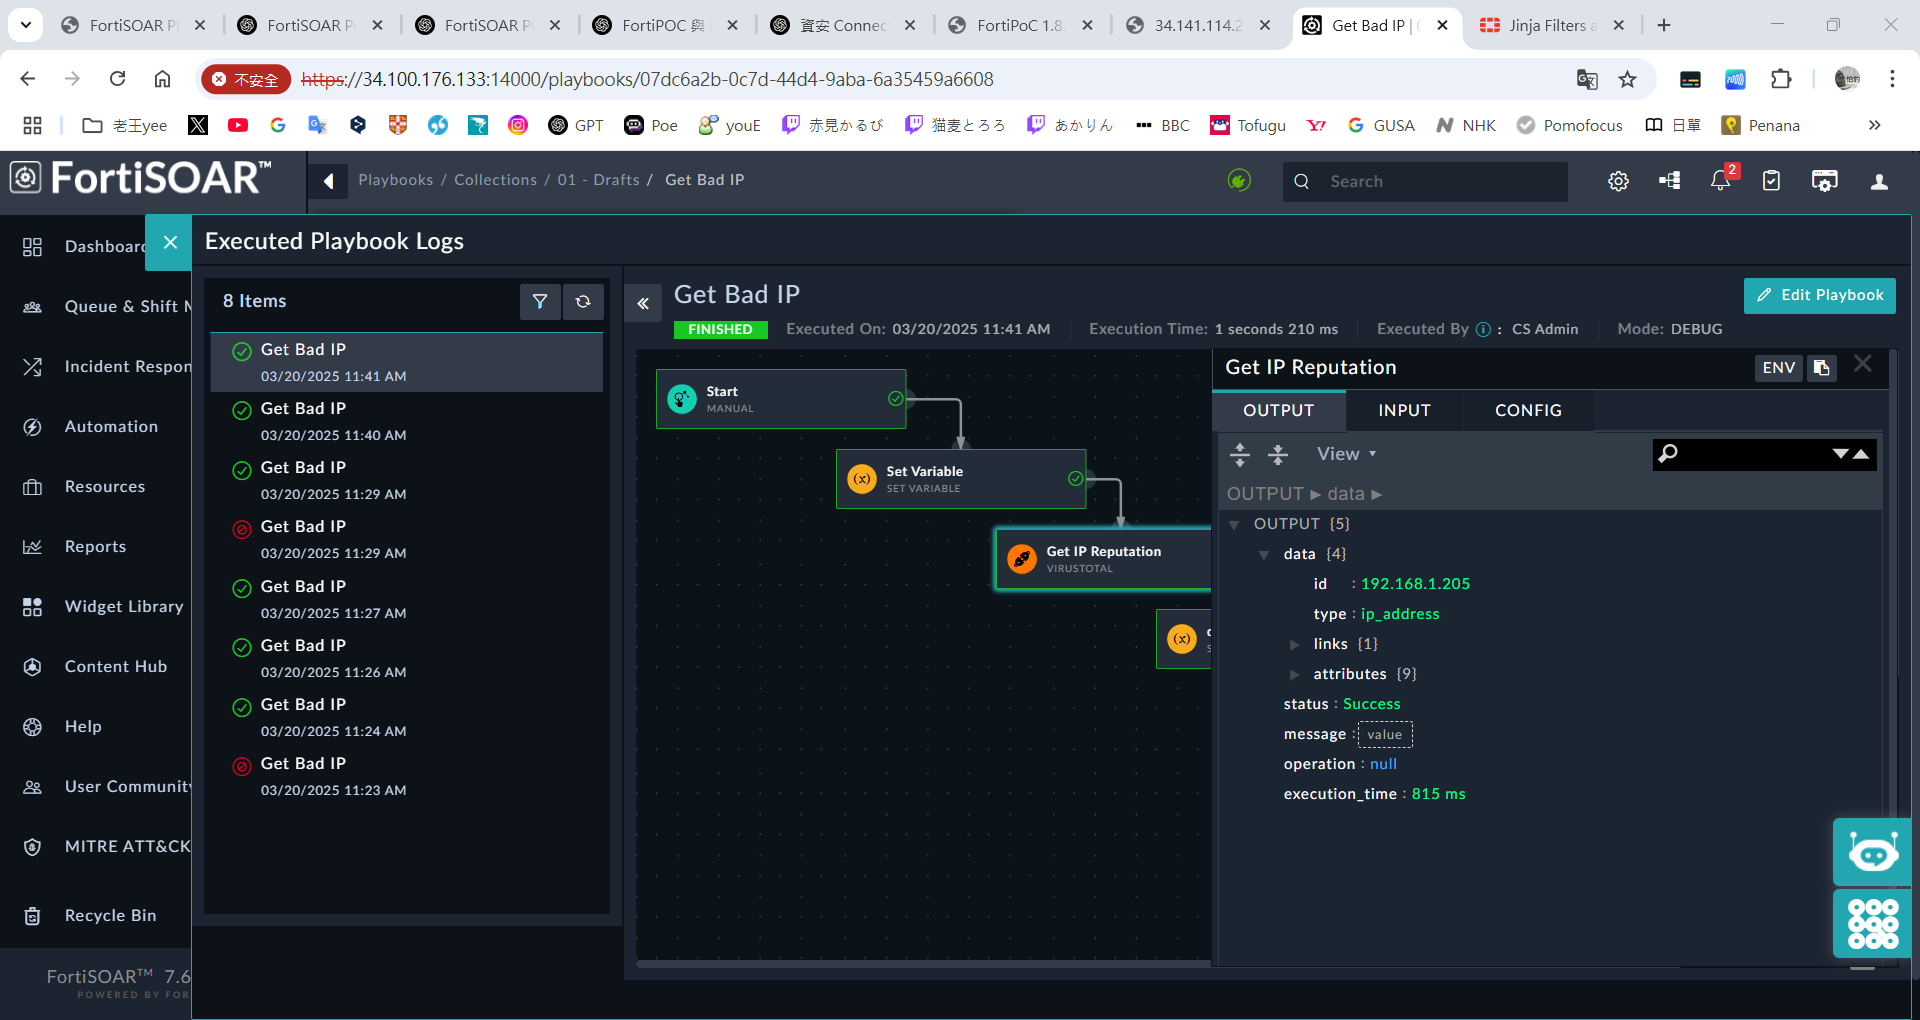 FortiSOAR P
FortiSOAR P
FortiSOAR P
FortiPOC 與
資安 Connec
FortiPoC 1.8.
34.141.114.2
Get Bad IP | 
Jinja Filters a
不安全
https://34.100.176.133:14000/playbooks/07dc6a2b-0c7d-44d4-9aba-6a35459a6608
老王yee
GPT
Poe
youE
赤見かるび
猫麦とろろ
あかりん
BBC
Tofugu
GUSA
NHK
Pomofocus
日單
Penana
FortiSOAR™
Playbooks / Collections / 01 - Drafts / Get Bad IP
Search
2
Dashboard
Queue & Shift M
Incident Respon
Automation
Resources
Reports
Widget Library
Content Hub
Help
User Community
MITRE ATT&CK
Recycle Bin
FortiSOAR™ 7.6
POWERED BY FOR
Executed Playbook Logs
8 Items
Get Bad IP
03/20/2025 11:41 AM
Get Bad IP
03/20/2025 11:40 AM
Get Bad IP
03/20/2025 11:29 AM
Get Bad IP
03/20/2025 11:29 AM
Get Bad IP
03/20/2025 11:27 AM
Get Bad IP
03/20/2025 11:26 AM
Get Bad IP
03/20/2025 11:24 AM
Get Bad IP
03/20/2025 11:23 AM
Get Bad IP
Edit Playbook
FINISHED Executed On: 03/20/2025 11:41 AM Execution Time: 1 seconds 210 ms Executed By : CS Admin Mode: DEBUG
Start
MANUAL
Set Variable
SET VARIABLE
Get IP Reputation
VIRUSTOTAL
Get IP Reputation
ENV
OUTPUT INPUT CONFIG
View
OUTPUT ▶ data ▶
OUTPUT {5}
data {4}
id : 192.168.1.205
type : ip_address
links {1}
attributes {9}
status : Success
message : value
operation : null
execution_time : 815 ms